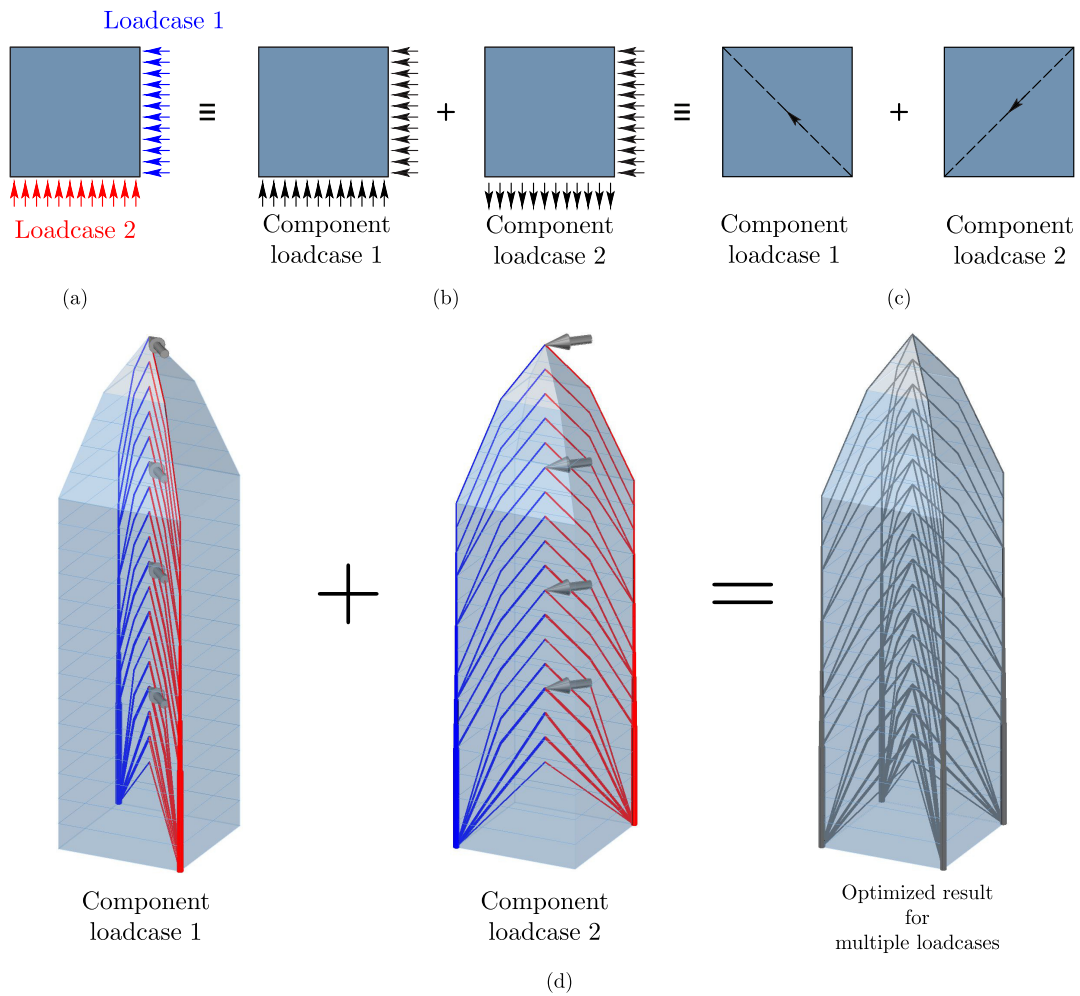 Loadcase 1
≡
+
≡
+
Loadcase 2
Component
loadcase 1
Component
loadcase 2
Component
loadcase 1
Component
loadcase 2
(a)
(b)
(c)
+
=
Component
loadcase 1
Component
loadcase 2
Optimized result
for
multiple loadcases
(d)